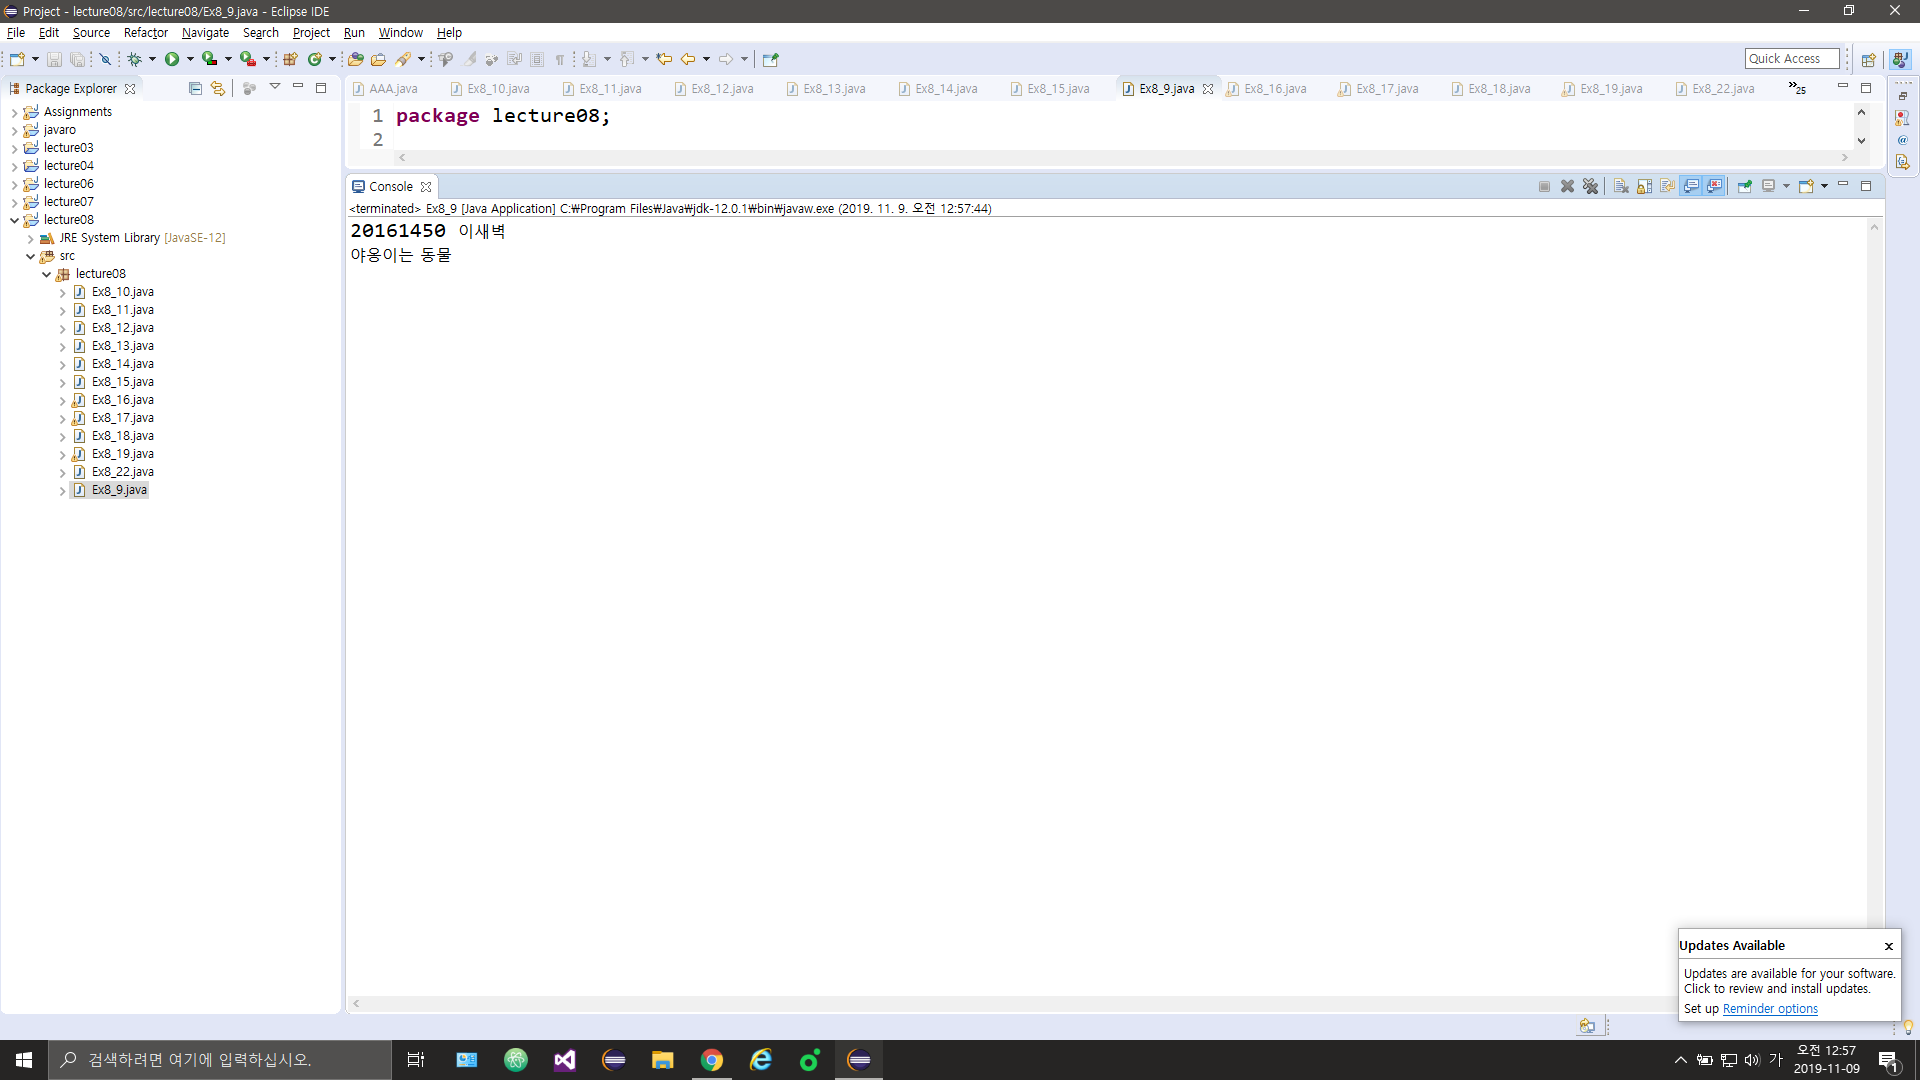 Project - lecture08/src/lecture08/Ex8_9.java - Eclipse IDE
File Edit Source Refactor Navigate Search Project Run Window Help
Quick Access
Package Explorer
Assignments
javaro
lecture03
lecture04
lecture06
lecture07
lecture08
JRE System Library [JavaSE-12]
src
lecture08
Ex8_10.java
Ex8_11.java
Ex8_12.java
Ex8_13.java
Ex8_14.java
Ex8_15.java
Ex8_16.java
Ex8_17.java
Ex8_18.java
Ex8_19.java
Ex8_22.java
Ex8_9.java
AAA.java Ex8_10.java Ex8_11.java Ex8_12.java Ex8_13.java Ex8_14.java Ex8_15.java Ex8_9.java Ex8_16.java Ex8_17.java Ex8_18.java Ex8_19.java Ex8_22.java »25
1 package lecture08;
2
Console
<terminated> Ex8_9 [Java Application] C:₩Program Files₩Java₩jdk-12.0.1₩bin₩javaw.exe (2019. 11. 9. 오전 12:57:44)
20161450 이새벽
야옹이는 동물
Updates Available
Updates are available for your software.
Click to review and install updates.
Set up Reminder options
검색하려면 여기에 입력하십시오.
가
오전 12:57
2019-11-09
1